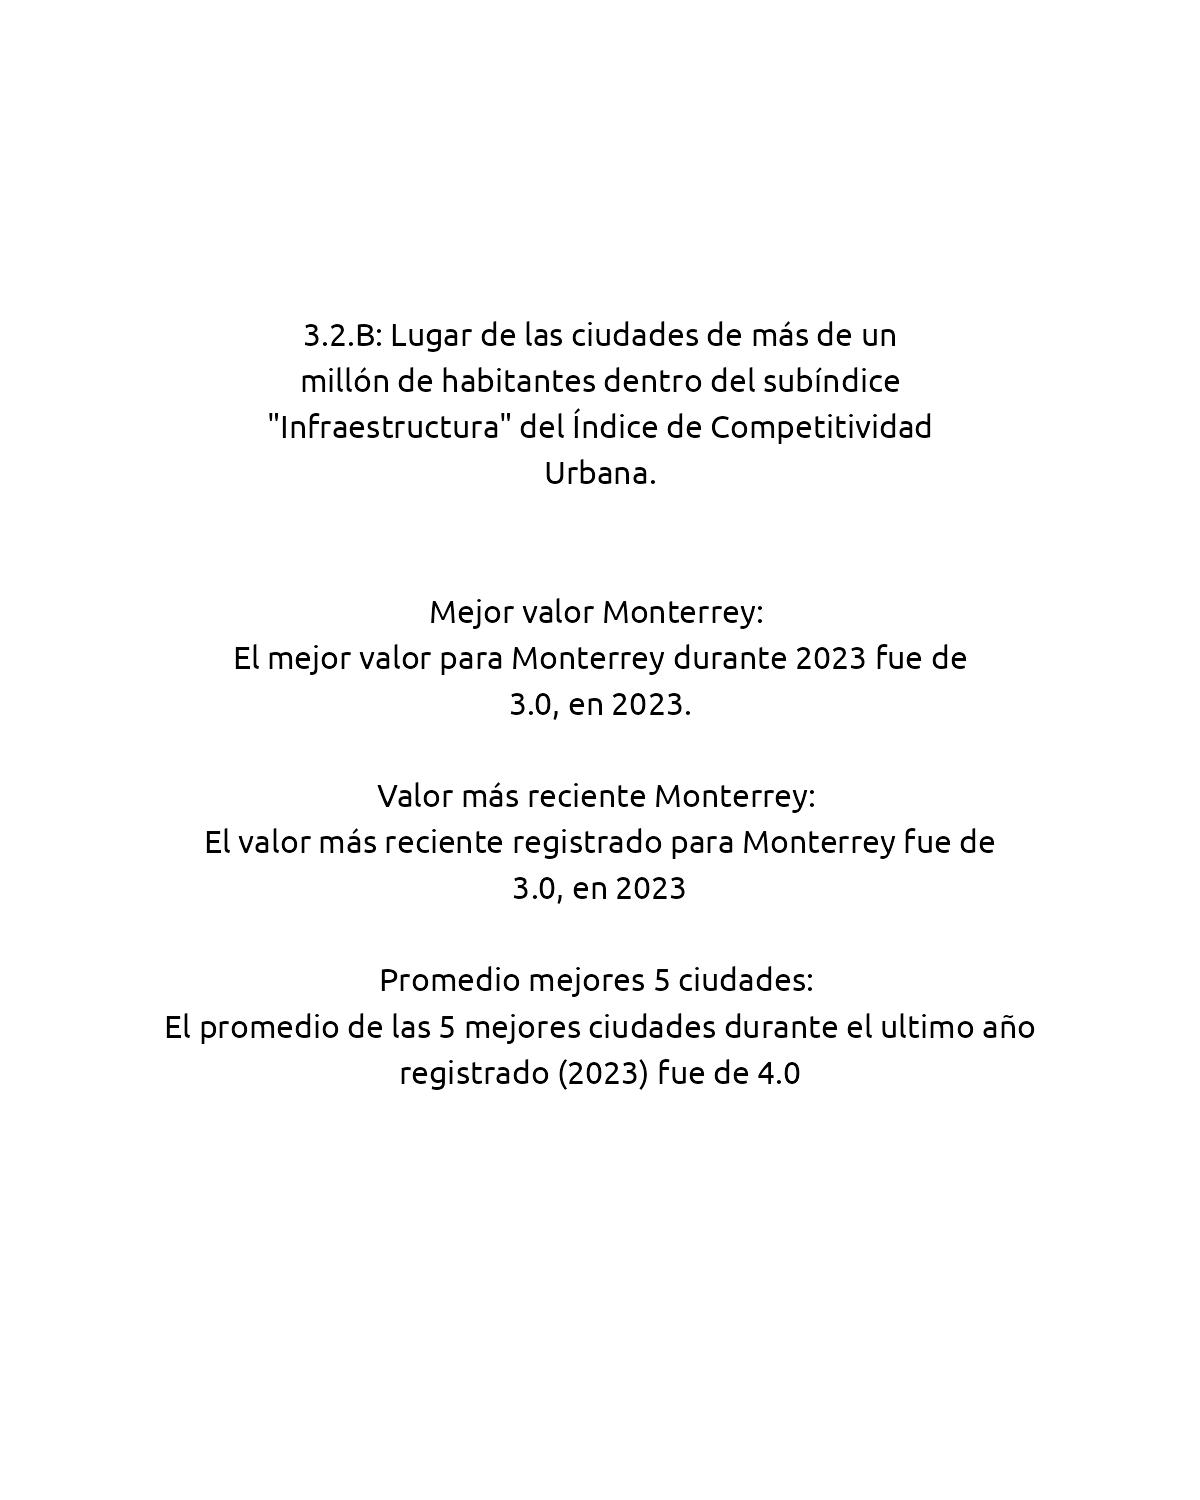 3.2.B: Lugar de las ciudades de más de un
millón de habitantes dentro del subíndice
"Infraestructura" del Índice de Competitividad
Urbana.
Mejor valor Monterrey:
El mejor valor para Monterrey durante 2023 fue de
3.0, en 2023.
Valor más reciente Monterrey:
El valor más reciente registrado para Monterrey fue de
3.0, en 2023
Promedio mejores 5 ciudades:
El promedio de las 5 mejores ciudades durante el ultimo año
registrado (2023) fue de 4.0